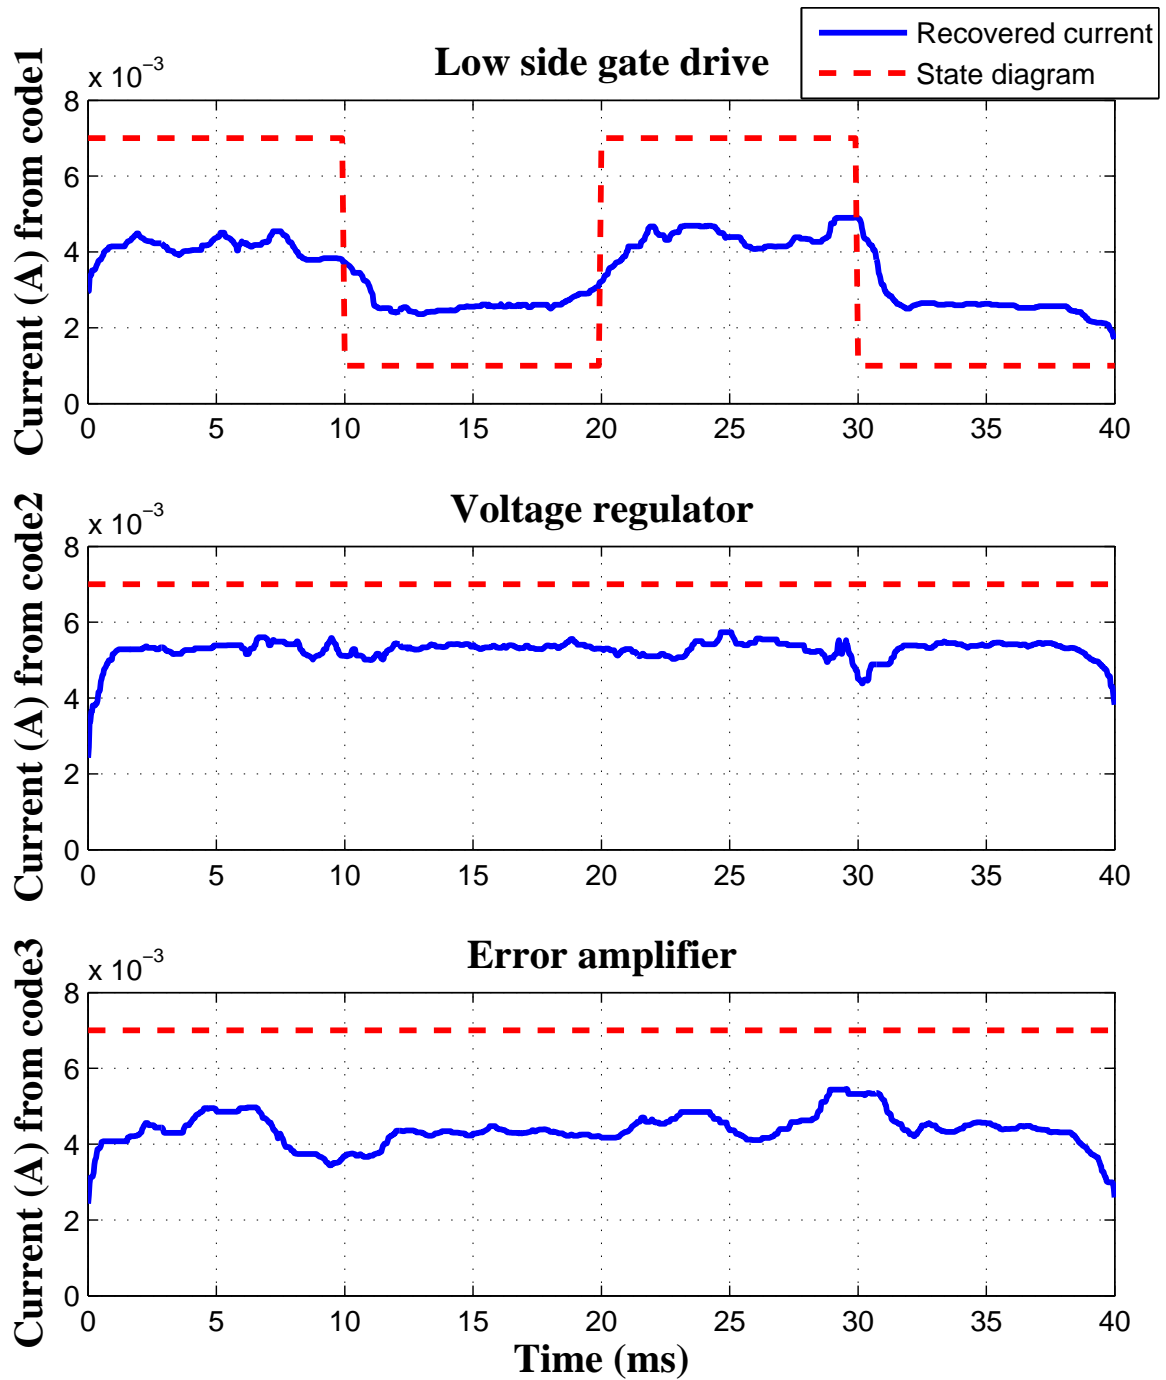 Recovered current
State diagram
Low side gate drive
x 10−3
Current (A) from code1
8
6
4
2
0
0 5 10 15 20 25 30 35 40
Voltage regulator
x 10−3
Current (A) from code2
8
6
4
2
0
0 5 10 15 20 25 30 35 40
Error amplifier
x 10−3
Current (A) from code3
8
6
4
2
0
0 5 10 15 20 25 30 35 40
Time (ms)